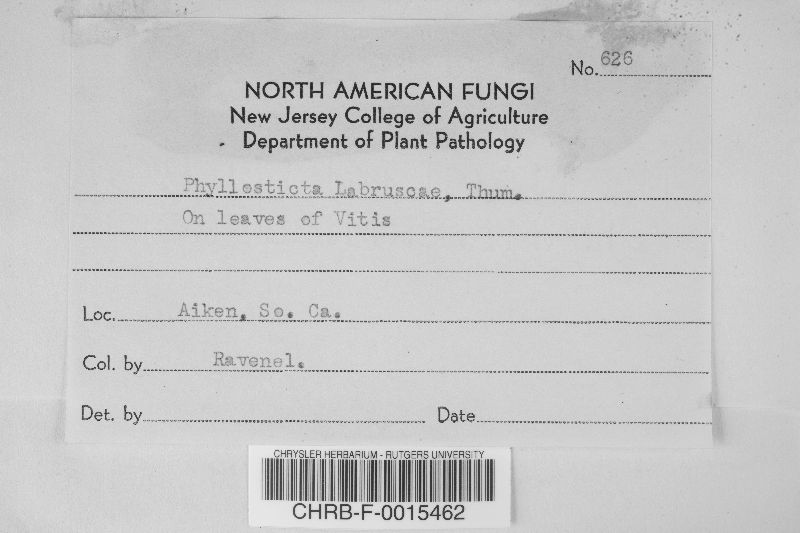 No. 626
NORTH AMERICAN FUNGI
New Jersey College of Agriculture
Department of Plant Pathology
Phyllosticta Labruscae, Thum.
On leaves of Vitis
Loc. Aiken, So. Ca.
Col. by Ravenel.
Det. by Date
CHRYSLER HERBARIUM - RUTGERS UNIVERSITY
CHRB-F-0015462